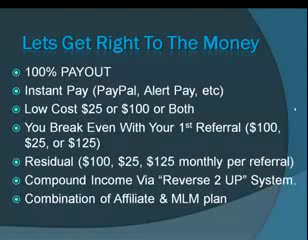 Lets Get Right To The Money
100% PAYOUT
Instant Pay (PayPal, Alert Pay, etc)
Low Cost $25 or $100 or Both
You Break Even With Your 1st Referral ($100,
$25, or $125)
Residual ($100, $25, $125 monthly per referral)
Compound Income Via "Reverse 2 UP" System.
Combination of Affiliate & MLM plan